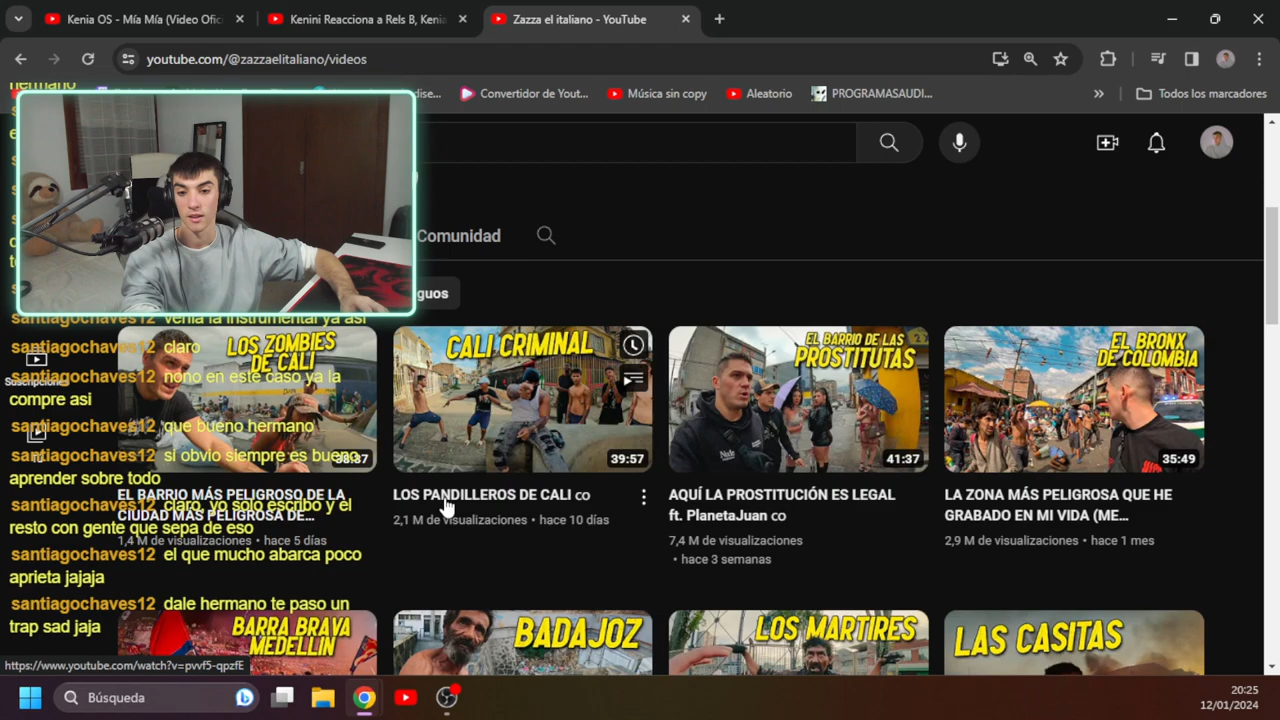 Kenia OS - Mía Mía (Video Ofic
Kenini Reacciona a Rels B, Kenia
Zazza el italiano - YouTube
youtube.com/@zazzaelitaliano/videos
hermano
Convertidor de Yout...
Música sin copy
Aleatorio
PROGRAMASAUDI...
Todos los marcadores
Comunidad
guos
santiagochaves12 venia la instrumental ya asi
santiagochaves12 claro
santiagochaves12 nono en este caso ya la
compre asi
santiagochaves12 que bueno hermano
santiagochaves12 si obvio siempre es bueno
aprender sobre todo
santiagochaves12 claro, yo solo escribo y el
resto con gente que sepa de eso
santiagochaves12 el que mucho abarca poco
aprieta jajaja
santiagochaves12 dale hermano te paso un
trap sad jaja
Suscripciones
LOS ZOMBIES
DE CALI
38:37
EL BARRIO MÁS PELIGROSO DE LA
CIUDAD MÁS PELIGROSA DE...
1,4 M de visualizaciones • hace 5 días
CALI CRIMINAL
39:57
LOS PANDILLEROS DE CALI co
2,1 M de visualizaciones • hace 10 días
EL BARRIO DE LAS
PROSTITUTAS
41:37
AQUÍ LA PROSTITUCIÓN ES LEGAL
ft. PlanetaJuan co
7,4 M de visualizaciones
• hace 3 semanas
EL BRONX
DE COLOMBIA
35:49
LA ZONA MÁS PELIGROSA QUE HE
GRABADO EN MI VIDA (ME...
2,9 M de visualizaciones • hace 1 mes
BARRA BRAVA
MEDELLIN
BADAJOZ
LOS MARTIRES
LAS CASITAS
https://www.youtube.com/watch?v=pvvf5-qpzfE
Búsqueda
20:25
12/01/2024